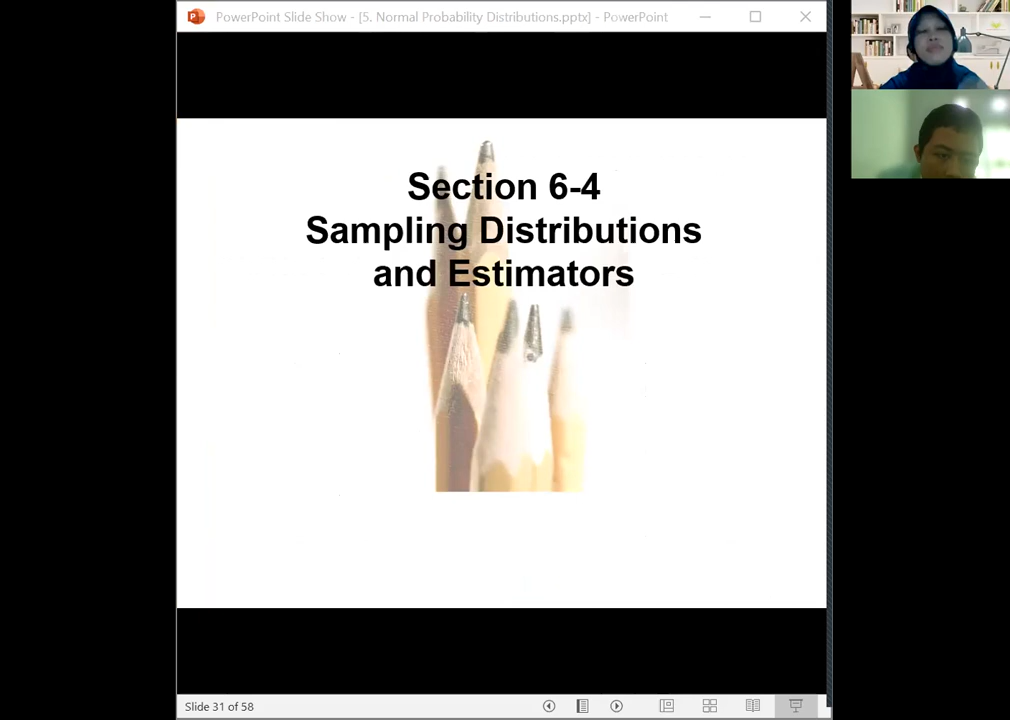 PowerPoint Slide Show - [5. Normal Probability Distributions.pptx] - PowerPoint
Section 6-4
Sampling Distributions
and Estimators
Slide 31 of 58